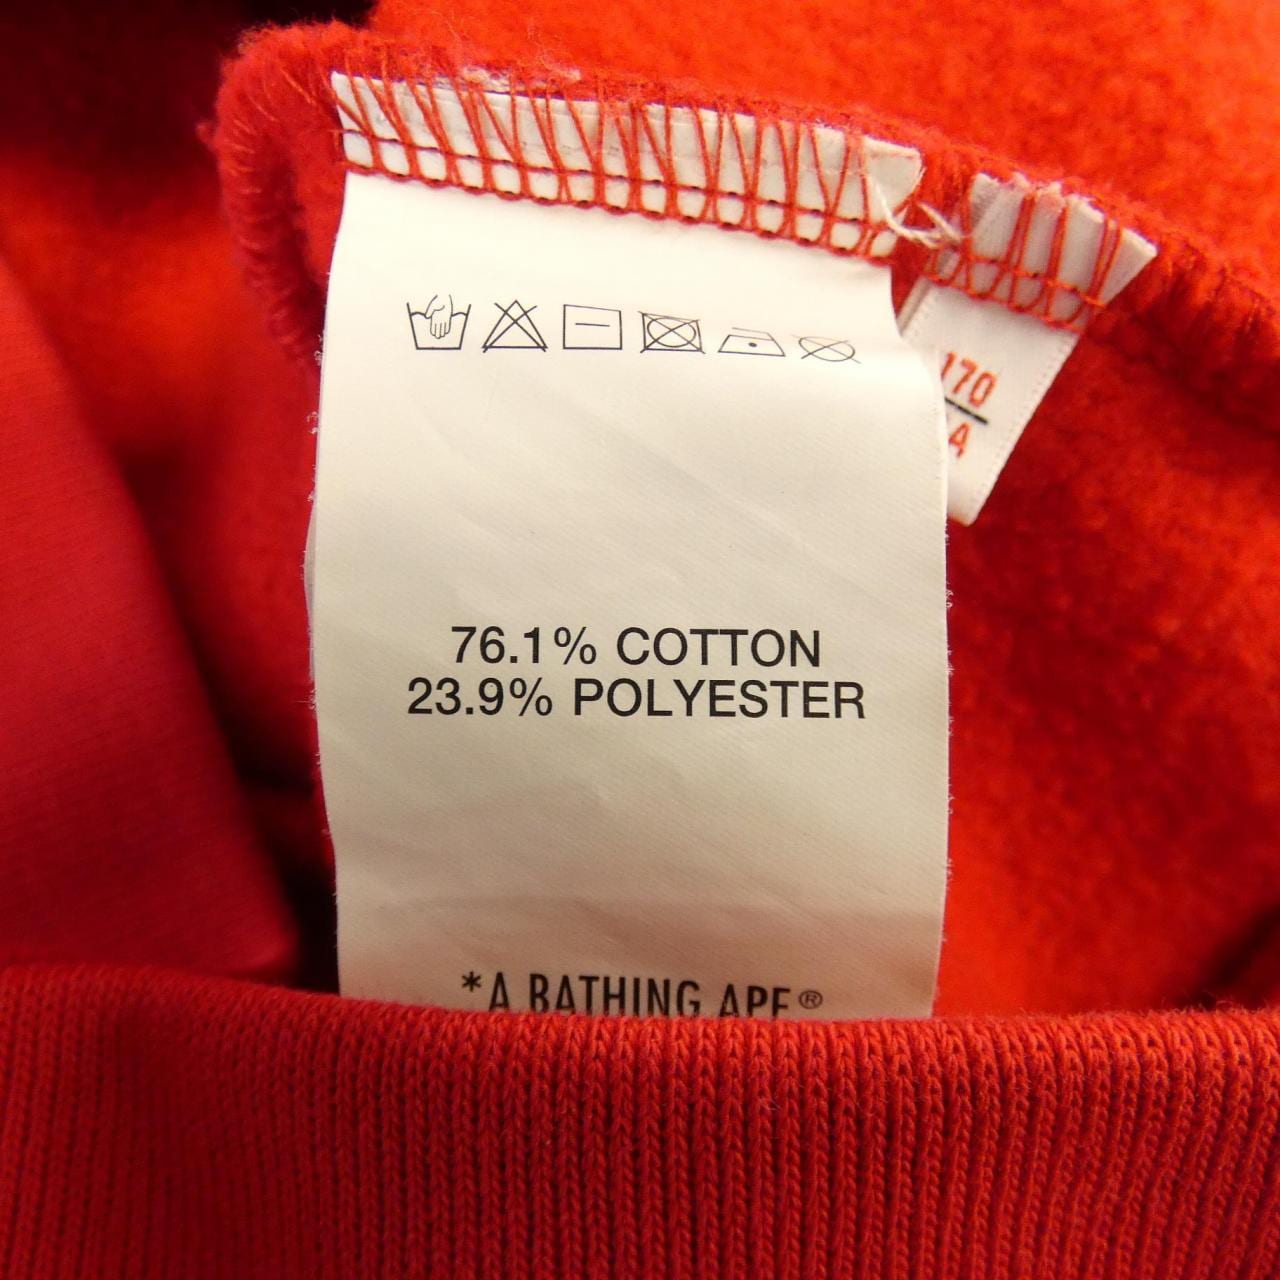 170
A
76.1% COTTON
23.9% POLYESTER
*A BATHING APE®